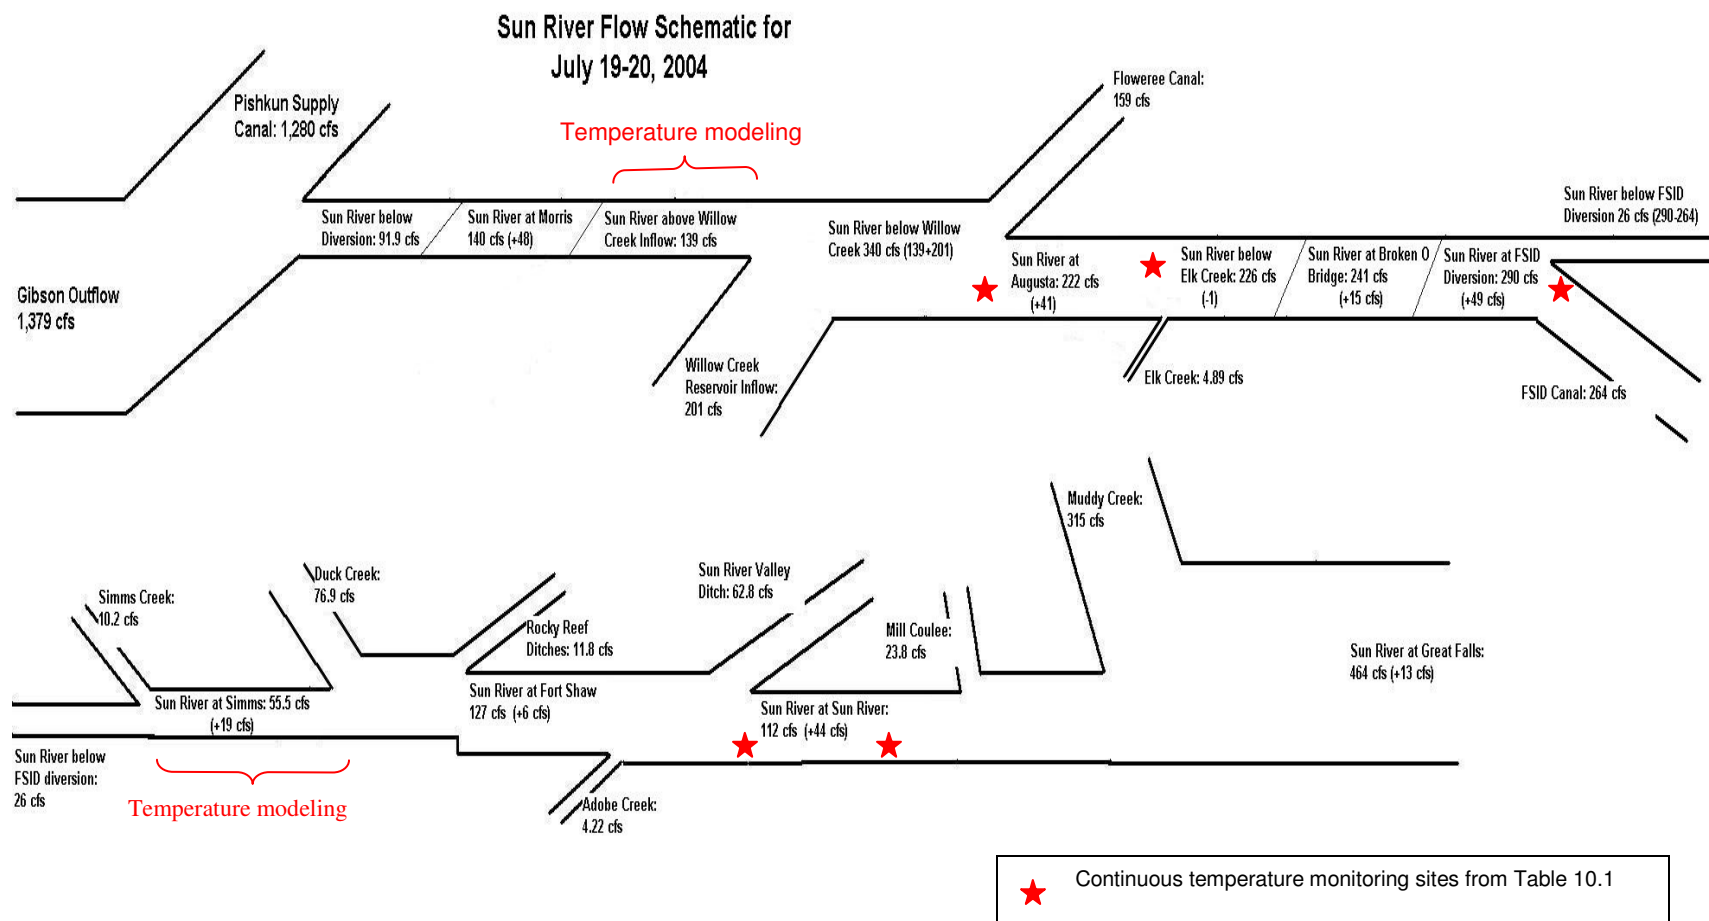 Sun River Flow Schematic for
July 19-20, 2004
Pishkun Supply
Canal: 1,280 cfs
Temperature modeling
Floweree Canal:
159 cfs
Gibson Outflow
1,379 cfs
Sun River below
Diversion: 91.9 cfs
Sun River at Morris
140 cfs (+48)
Sun River above Willow
Creek Inflow: 139 cfs
Sun River below Willow
Creek 340 cfs (139+201)
Sun River at
Augusta: 222 cfs
(+41)
Sun River below
Elk Creek: 226 cfs
(-1)
Sun River at Broken O
Bridge: 241 cfs
(+15 cfs)
Sun River at FSID
Diversion: 290 cfs
(+49 cfs)
Sun River below FSID
Diversion 26 cfs (290-264)
Willow Creek
Reservoir Inflow:
201 cfs
Elk Creek: 4.89 cfs
FSID Canal: 264 cfs
Simms Creek:
10.2 cfs
Duck Creek:
76.9 cfs
Rocky Reef
Ditches: 11.8 cfs
Sun River Valley
Ditch: 62.8 cfs
Mill Coulee:
23.8 cfs
Muddy Creek:
315 cfs
Sun River at Great Falls:
464 cfs (+13 cfs)
Sun River at Simms: 55.5 cfs
(+19 cfs)
Sun River at Fort Shaw
127 cfs (+6 cfs)
Sun River at Sun River:
112 cfs (+44 cfs)
Sun River below
FSID diversion:
26 cfs
Temperature modeling
Adobe Creek:
4.22 cfs
Continuous temperature monitoring sites from Table 10.1